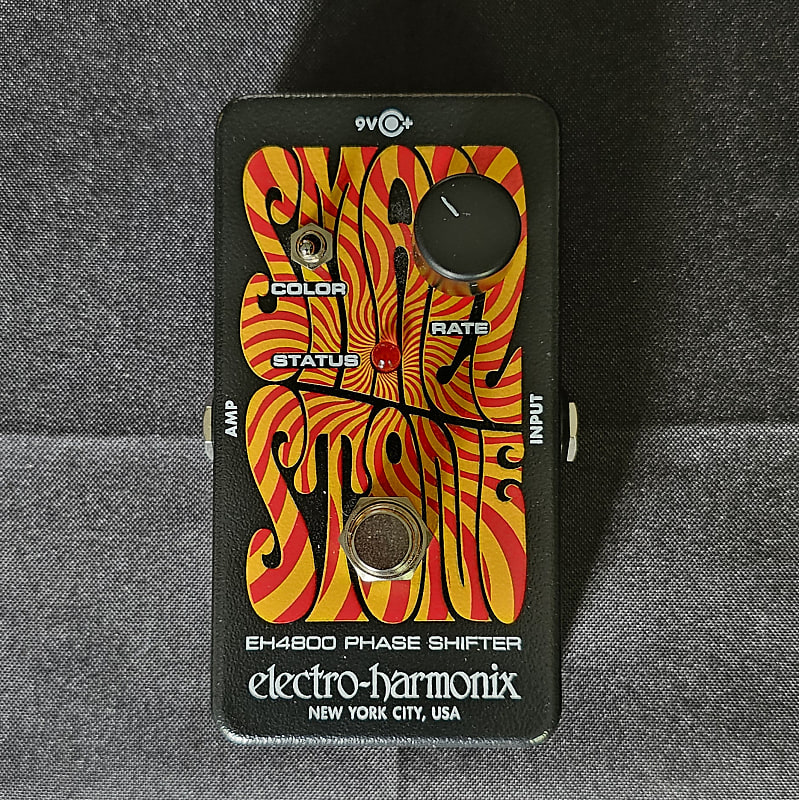 9V
SMALL
COLOR
RATE
STATUS
AMP
INPUT
STONE
EH4800 PHASE SHIFTER
electro-harmonix
NEW YORK CITY, USA